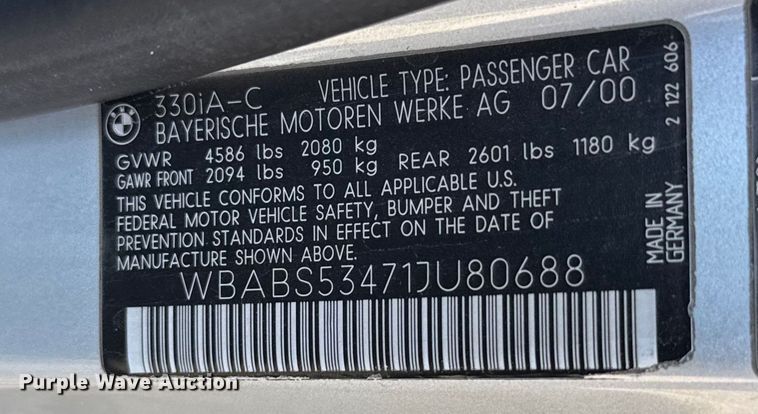 330iA-C VEHICLE TYPE: PASSENGER CAR
BAYERISCHE MOTOREN WERKE AG 07/00
GVWR 4586 lbs 2080 kg
GAWR FRONT 2094 lbs 950 kg REAR 2601 lbs 1180 kg
THIS VEHICLE CONFORMS TO ALL APPLICABLE U.S.
FEDERAL MOTOR VEHICLE SAFETY, BUMPER AND THEFT
PREVENTION STANDARDS IN EFFECT ON THE DATE OF
MANUFACTURE SHOWN ABOVE.
WBABS53471JU80688
MADE IN
GERMANY
2 122 606
Purple Wave Auction